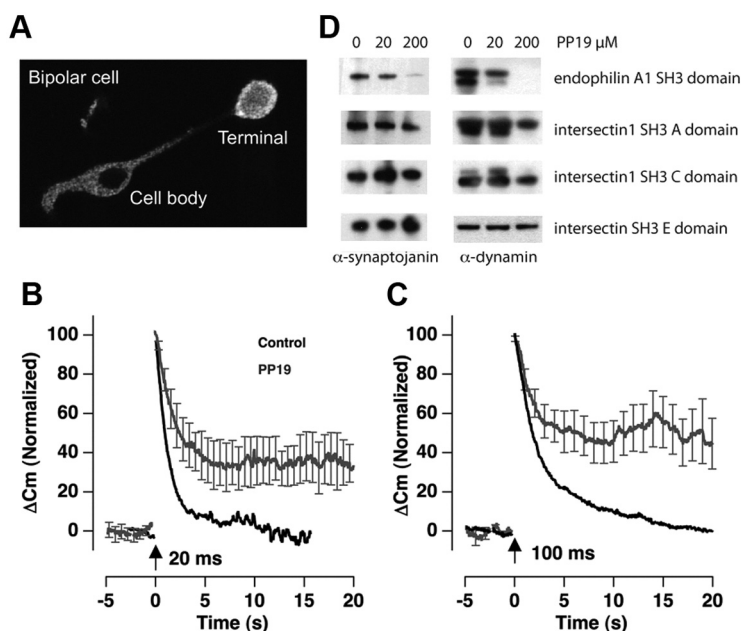 A
Bipolar cell
Terminal
Cell body
D
0 20 200 0 20 200 PP19 μM
endophilin A1 SH3 domain
intersectin1 SH3 A domain
intersectin1 SH3 C domain
intersectin SH3 E domain
α-synaptojanin α-dynamin
B
ΔCm (Normalized)
100
80
60
40
20
0
Control
PP19
20 ms
-5 0 5 10 15 20
Time (s)
C
ΔCm (Normalized)
100
80
60
40
20
0
100 ms
-5 0 5 10 15 20
Time (s)